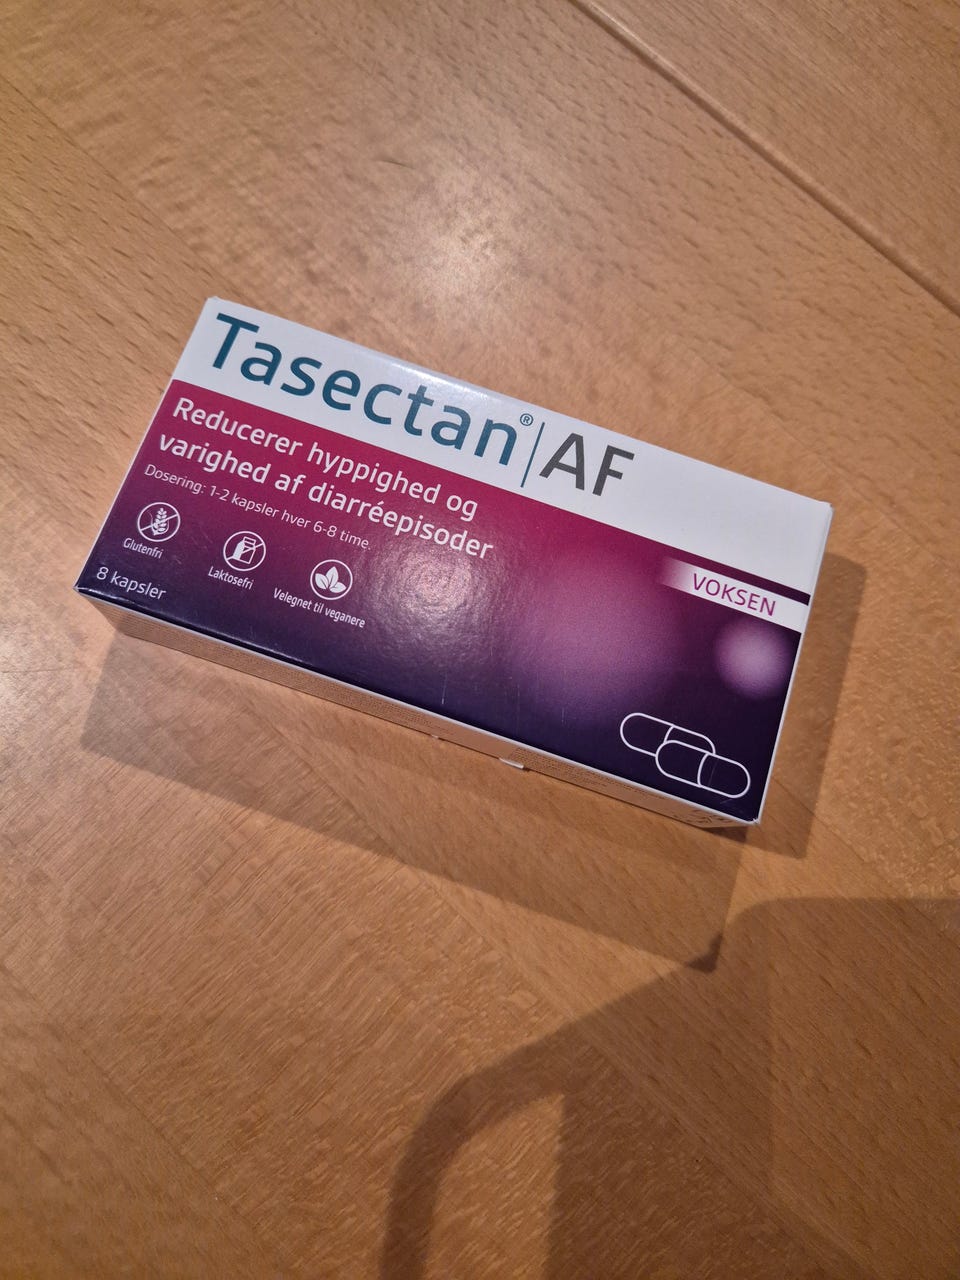 Tasectan® | AF
Reducerer hyppighed og
varighed af diarréepisoder
Dosering: 1-2 kapsler hver 6-8 time.
Glutenfri
Laktosefri
Velegnet til veganere
8 kapsler
VOKSEN